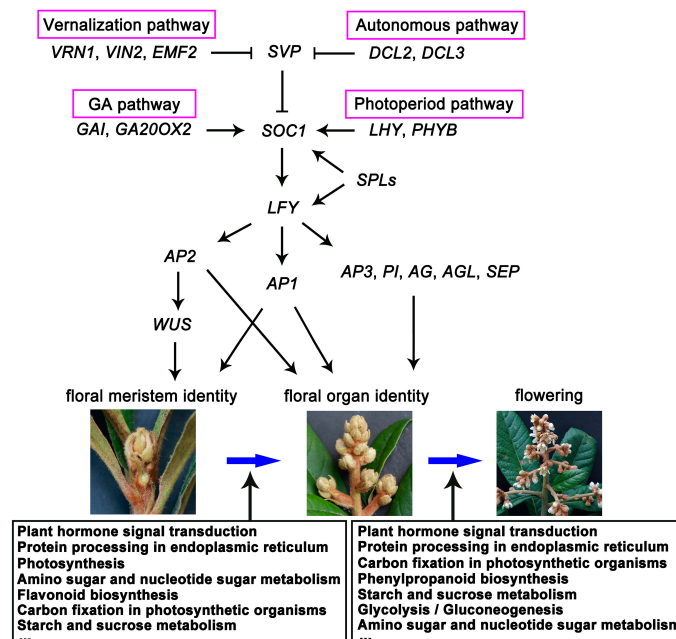 Vernalization pathway
Autonomous pathway
VRN1, VIN2, EMF2
SVP
DCL2, DCL3
GA pathway
Photoperiod pathway
GAI, GA20OX2
SOC1
LHY, PHYB
SPLs
LFY
AP2
AP1
AP3, PI, AG, AGL, SEP
WUS
floral meristem identity
floral organ identity
flowering
Plant hormone signal transduction
Protein processing in endoplasmic reticulum
Photosynthesis
Amino sugar and nucleotide sugar metabolism
Flavonoid biosynthesis
Carbon fixation in photosynthetic organisms
Starch and sucrose metabolism
...
Plant hormone signal transduction
Protein processing in endoplasmic reticulum
Carbon fixation in photosynthetic organisms
Phenylpropanoid biosynthesis
Starch and sucrose metabolism
Glycolysis / Gluconeogenesis
Amino sugar and nucleotide sugar metabolism
...